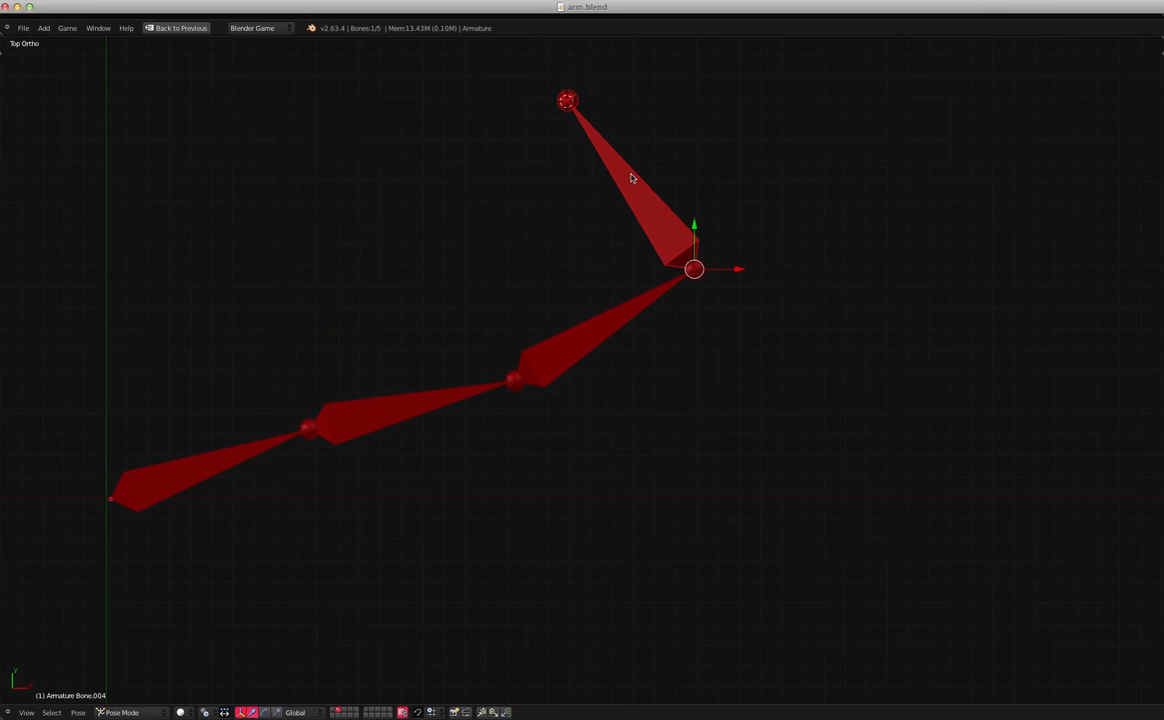 arm.blend
File Add Game Window Help Back to Previous Blender Game v2.63.4 | Bones:1/5 | Mem:13.43M (0.10M) | Armature
Top Ortho
y
(1) Armature Bone.004
View Select Pose Pose Mode Global